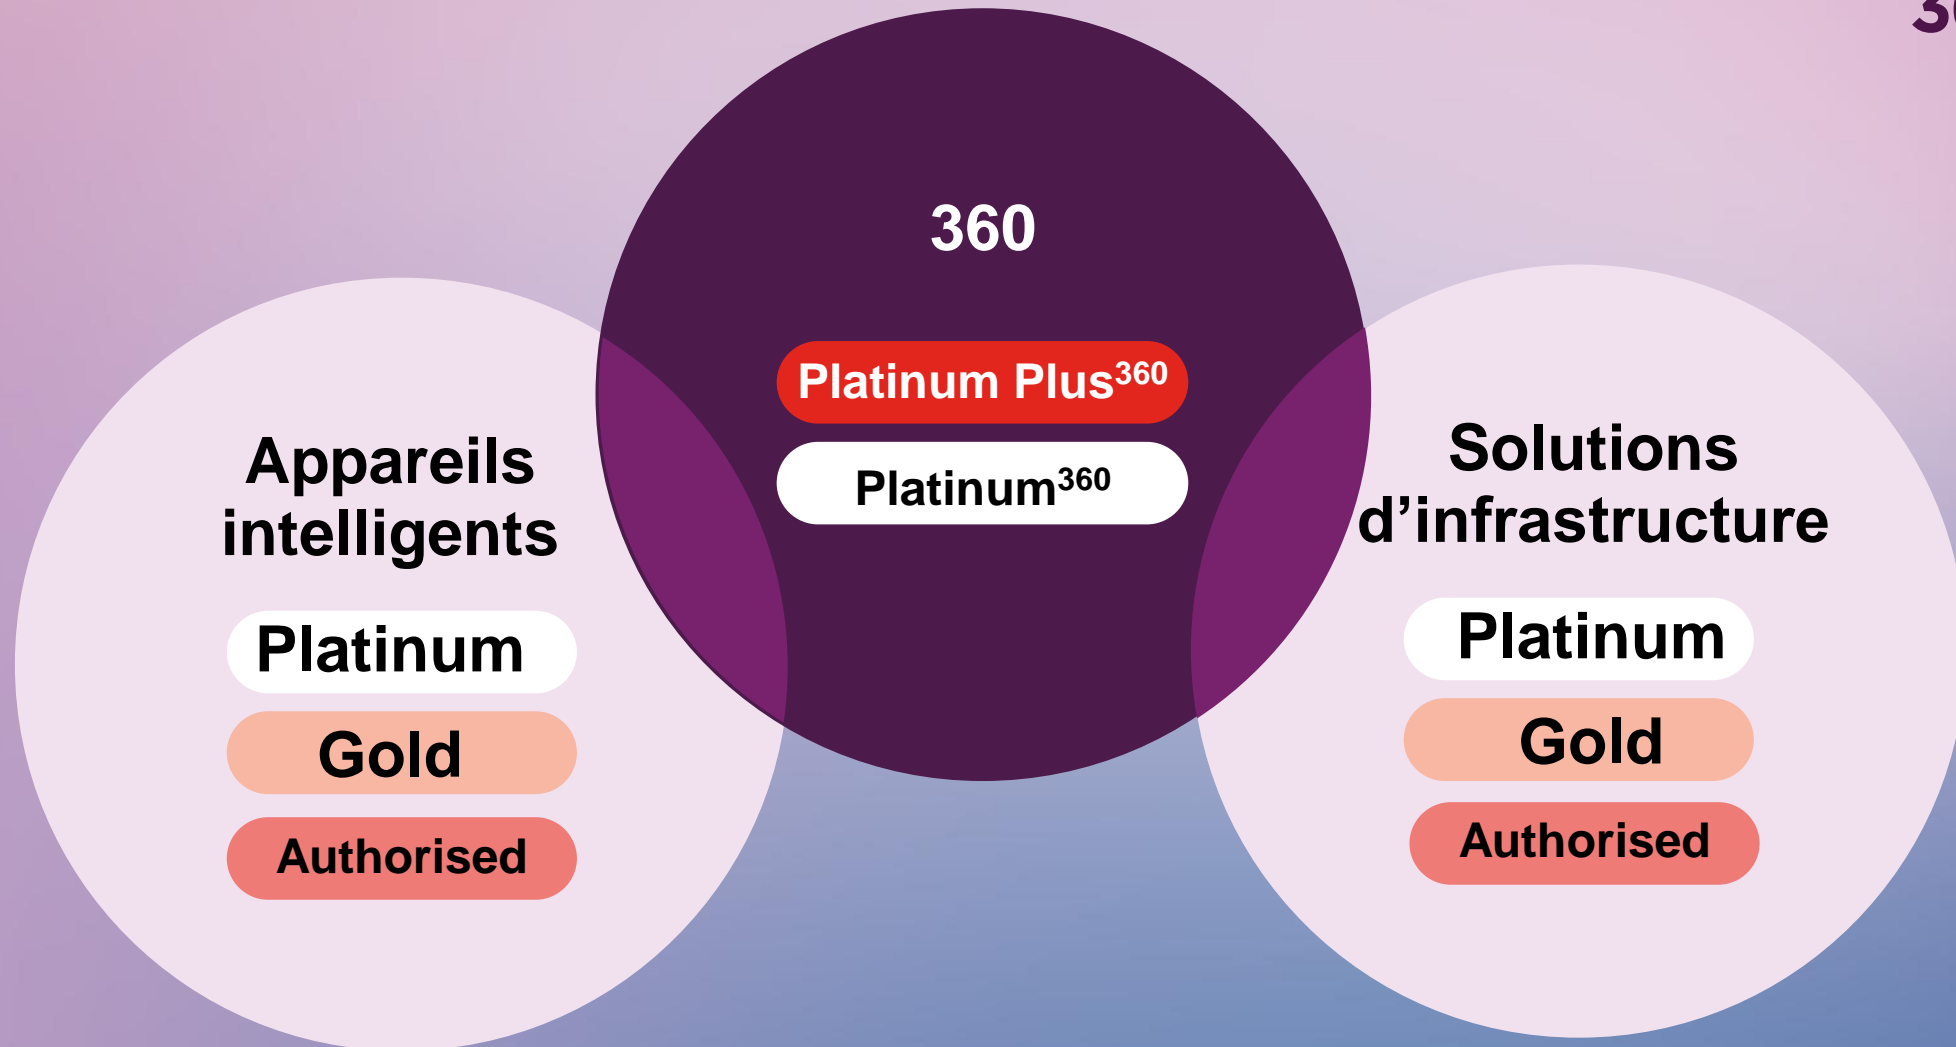 360
Platinum Plus³⁶⁰
Platinum³⁶⁰
Appareils
intelligents
Platinum
Gold
Authorised
Solutions
d’infrastructure
Platinum
Gold
Authorised